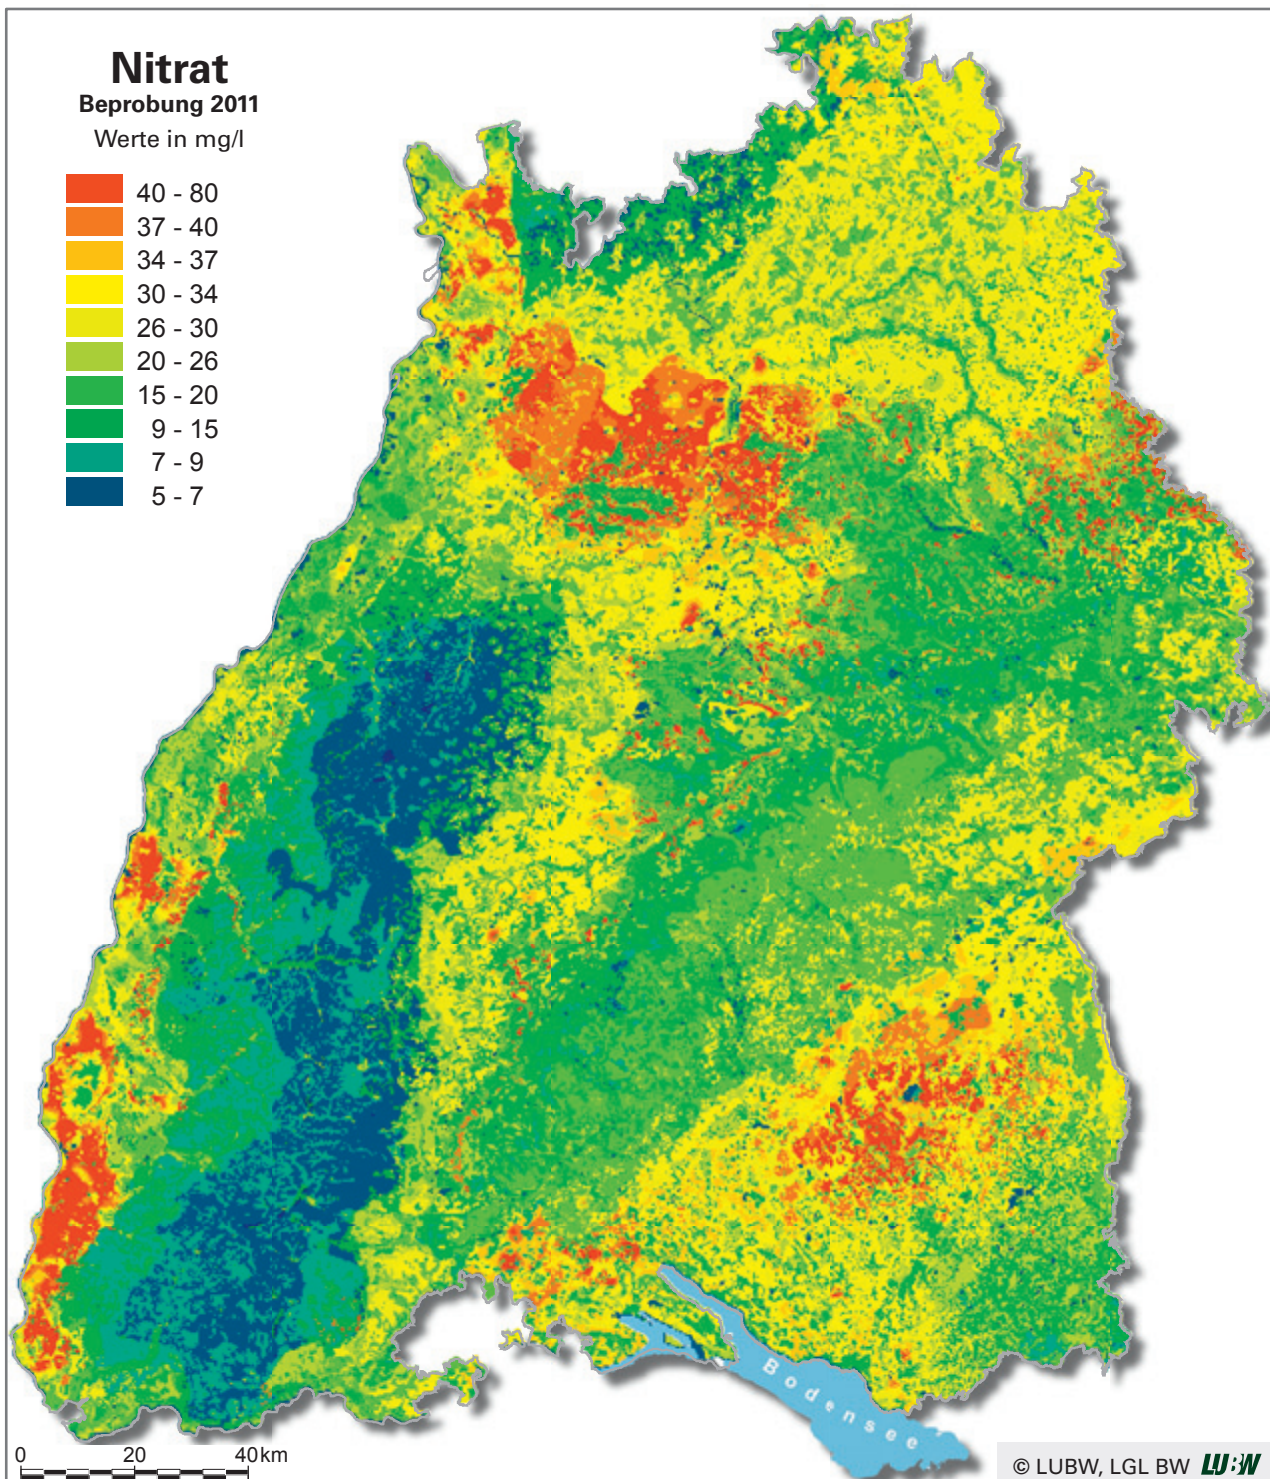 Nitrat
Beprobung 2011
Werte in mg/l
40 - 80
37 - 40
34 - 37
30 - 34
26 - 30
20 - 26
15 - 20
9 - 15
7 - 9
5 - 7
Bodensee
0 20 40km
© LUBW, LGL BW LUBW